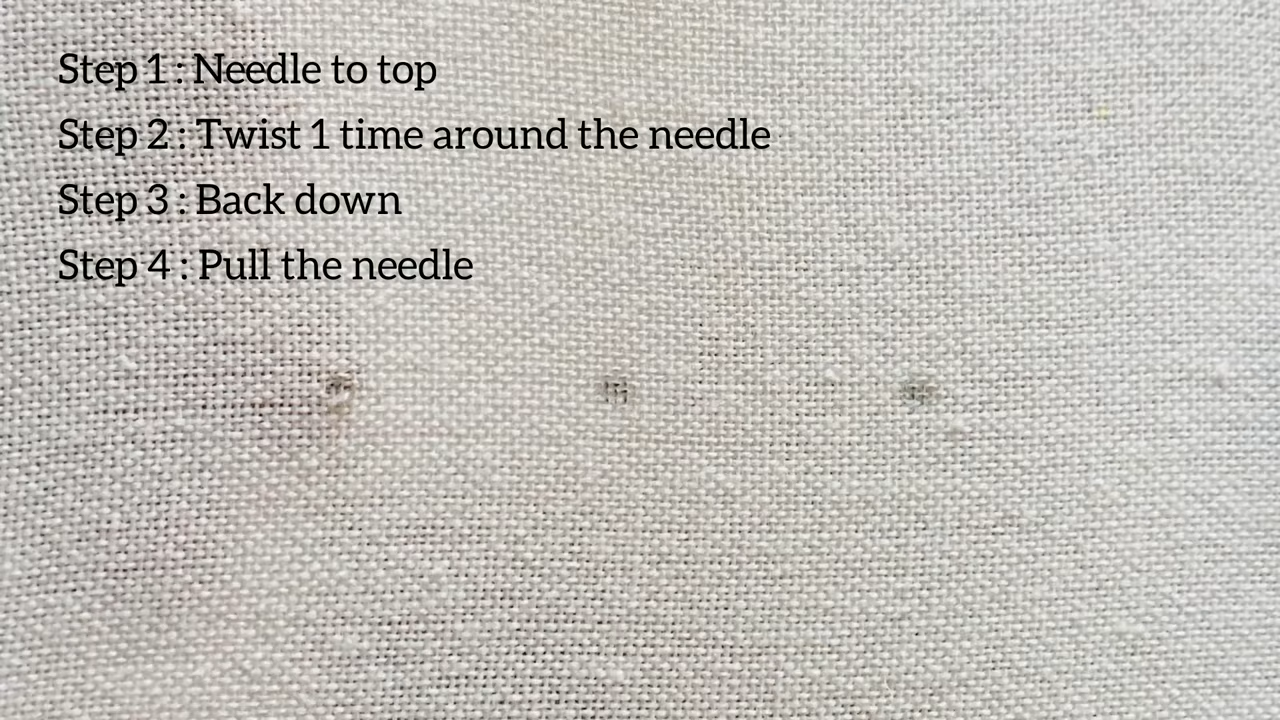 Step 1 : Needle to top
Step 2 : Twist 1 time around the needle
Step 3 : Back down
Step 4 : Pull the needle